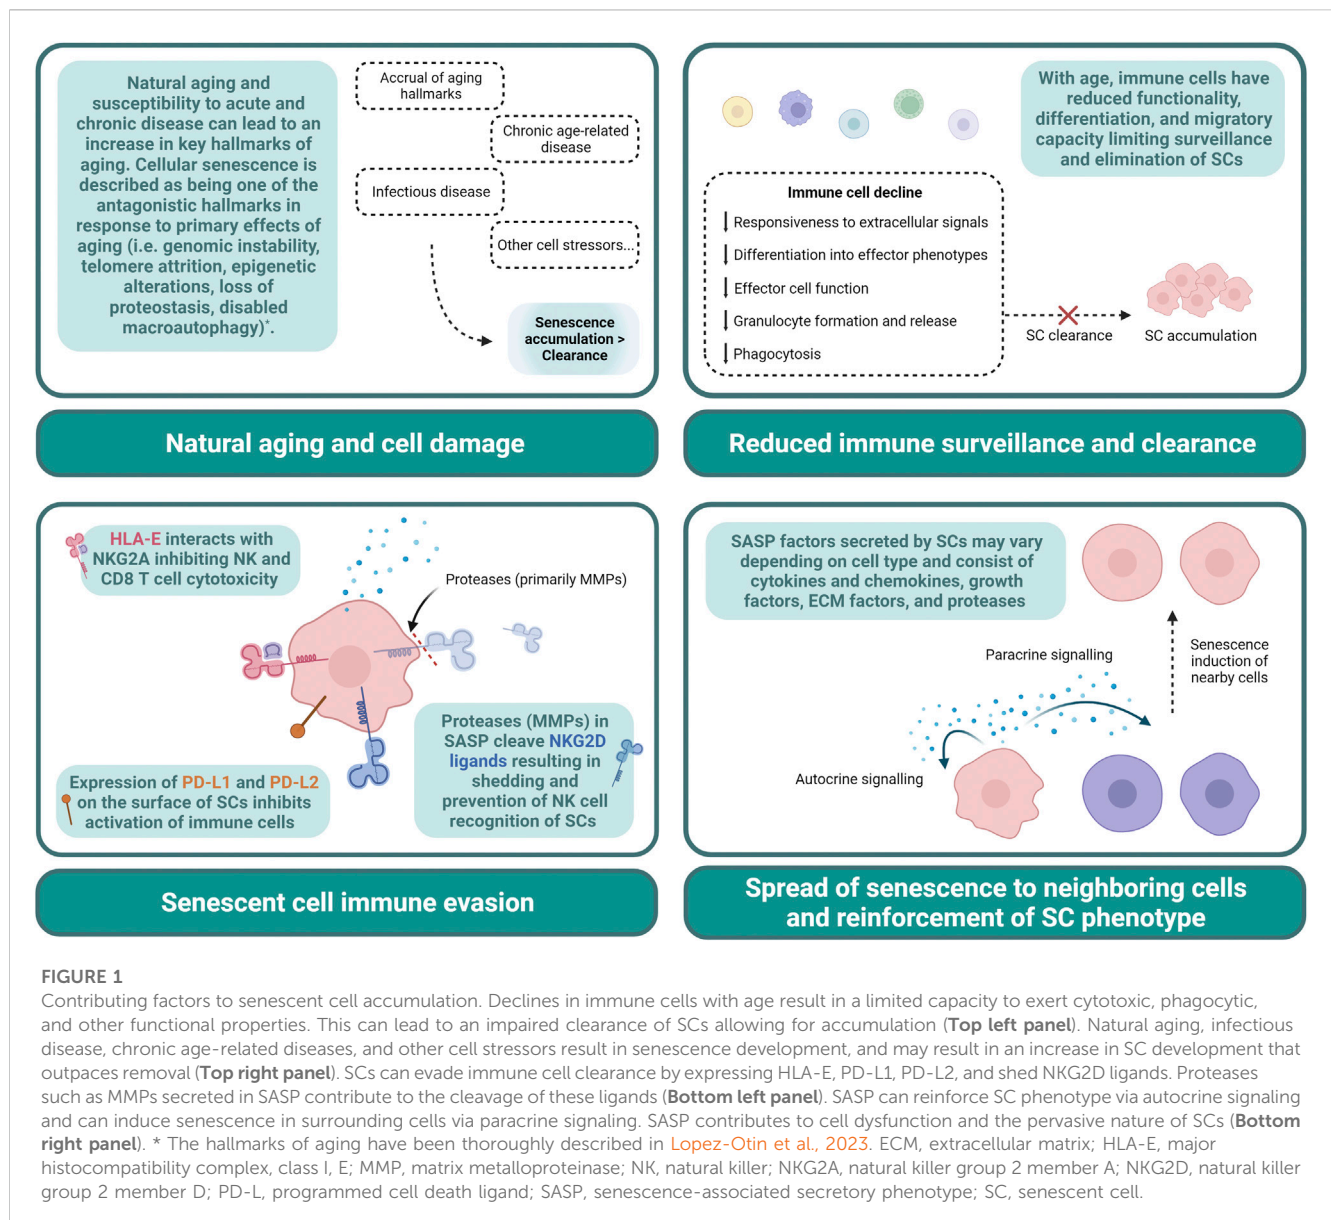 Natural aging and
susceptibility to acute and
chronic disease can lead to an
increase in key hallmarks of
aging. Cellular senescence is
described as being one of the
antagonistic hallmarks in
response to primary effects of
aging (i.e. genomic instability,
telomere attrition, epigenetic
alterations, loss of
proteostasis, disabled
macroautophagy)*.
Accrual of aging
hallmarks
Chronic age-related
disease
Infectious disease
Other cell stressors...
Senescence
accumulation >
Clearance
Natural aging and cell damage
With age, immune cells have
reduced functionality,
differentiation, and migratory
capacity limiting surveillance
and elimination of SCs
Immune cell decline
Responsiveness to extracellular signals
Differentiation into effector phenotypes
Effector cell function
Granulocyte formation and release
Phagocytosis
SC clearance
SC accumulation
Reduced immune surveillance and clearance
HLA-E interacts with
NKG2A inhibiting NK and
CD8 T cell cytotoxicity
Proteases (primarily MMPs)
Proteases (MMPs) in
SASP cleave NKG2D
ligands resulting in
shedding and
prevention of NK cell
recognition of SCs
Expression of PD-L1 and PD-L2
on the surface of SCs inhibits
activation of immune cells
Senescent cell immune evasion
SASP factors secreted by SCs may vary
depending on cell type and consist of
cytokines and chemokines, growth
factors, ECM factors, and proteases
Paracrine signalling
Senescence
induction of
nearby cells
Autocrine signalling
Spread of senescence to neighboring cells
and reinforcement of SC phenotype
FIGURE 1
Contributing factors to senescent cell accumulation. Declines in immune cells with age result in a limited capacity to exert cytotoxic, phagocytic,
and other functional properties. This can lead to an impaired clearance of SCs allowing for accumulation (Top left panel). Natural aging, infectious
disease, chronic age-related diseases, and other cell stressors result in senescence development, and may result in an increase in SC development that
outpaces removal (Top right panel). SCs can evade immune cell clearance by expressing HLA-E, PD-L1, PD-L2, and shed NKG2D ligands. Proteases
such as MMPs secreted in SASP contribute to the cleavage of these ligands (Bottom left panel). SASP can reinforce SC phenotype via autocrine signaling
and can induce senescence in surrounding cells via paracrine signaling. SASP contributes to cell dysfunction and the pervasive nature of SCs (Bottom
right panel). * The hallmarks of aging have been thoroughly described in Lopez-Otin et al., 2023. ECM, extracellular matrix; HLA-E, major
histocompatibility complex, class I, E; MMP, matrix metalloproteinase; NK, natural killer; NKG2A, natural killer group 2 member A; NKG2D, natural killer
group 2 member D; PD-L, programmed cell death ligand; SASP, senescence-associated secretory phenotype; SC, senescent cell.